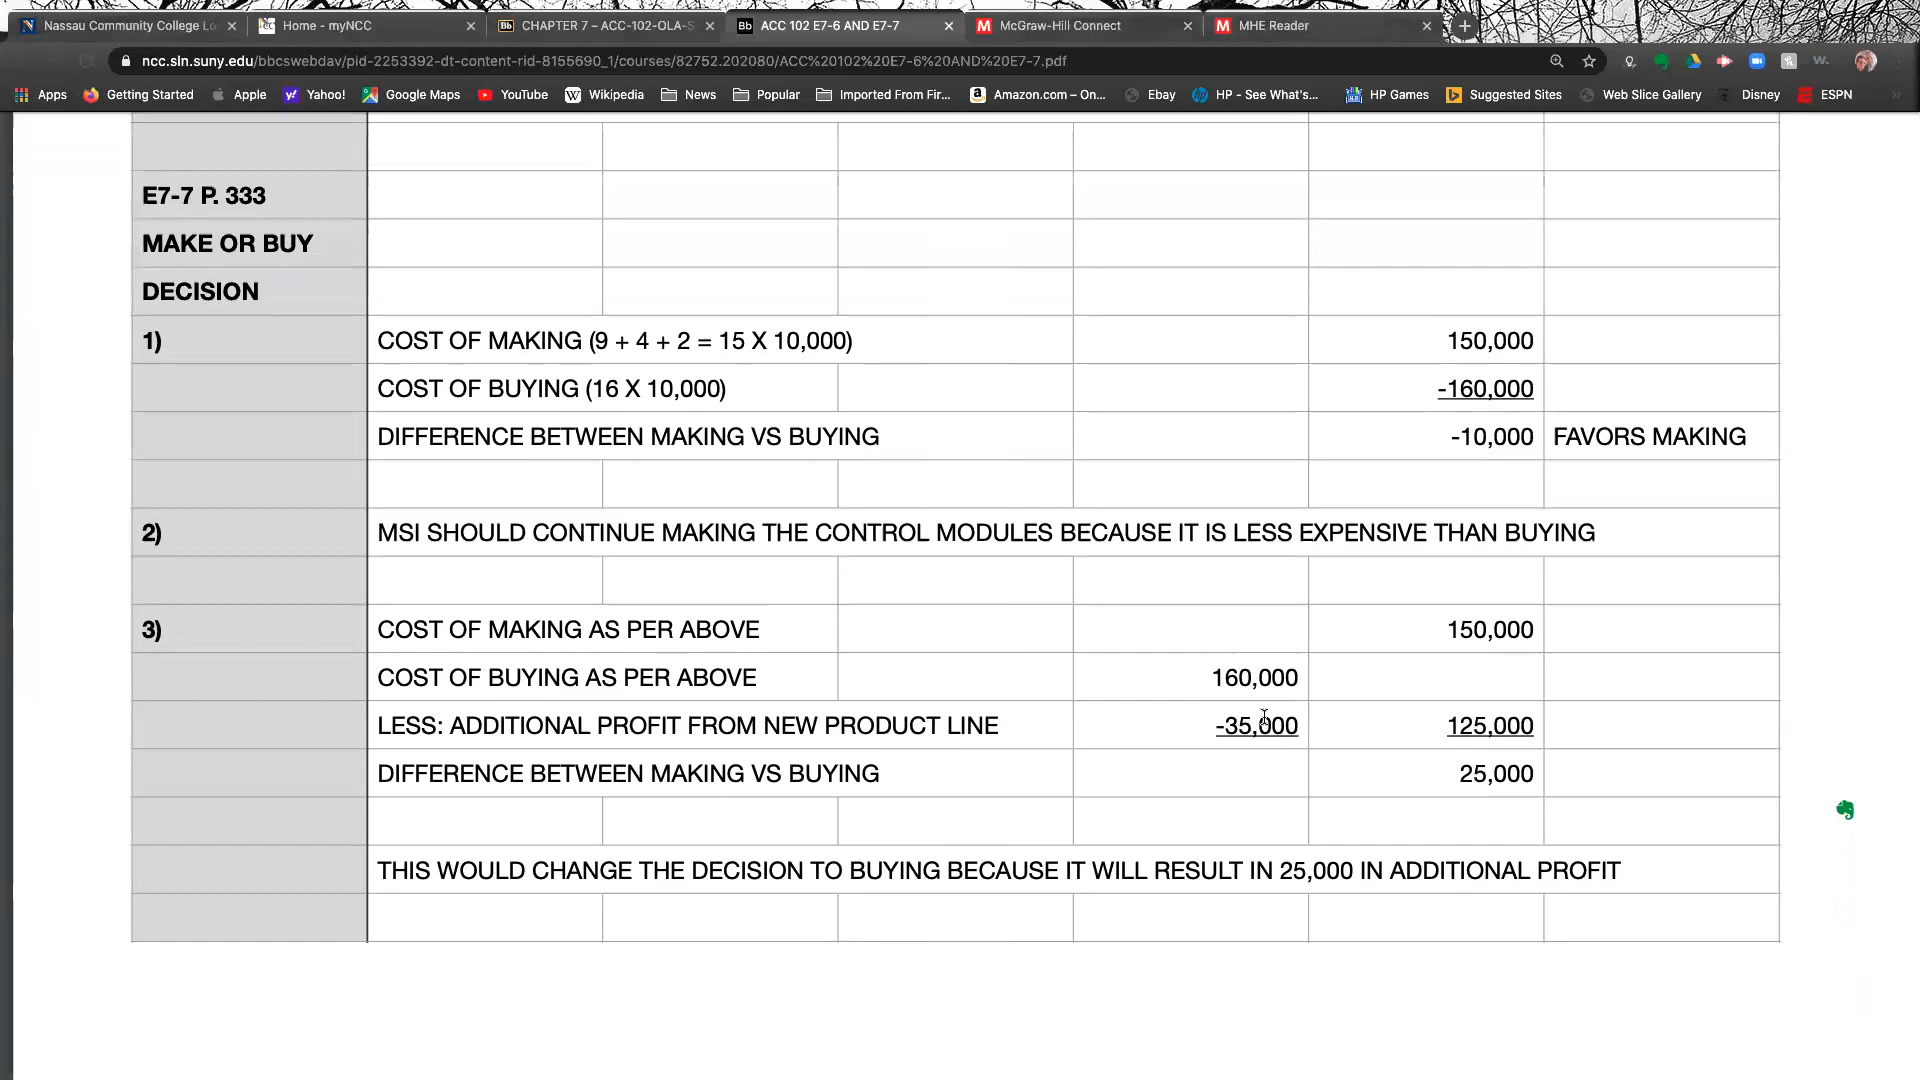 Nassau Community College Lo
Home - myNCC
CHAPTER 7 – ACC-102-OLA-S
ACC 102 E7-6 AND E7-7
McGraw-Hill Connect
MHE Reader
ncc.sln.suny.edu/bbcswebdav/pid-2253392-dt-content-rid-8155690_1/courses/82752.202080/ACC%20102%20E7-6%20AND%20E7-7.pdf
Apps Getting Started Apple Yahoo! Google Maps YouTube Wikipedia News Popular Imported From Fir... Amazon.com – On... Ebay HP - See What's... HP Games Suggested Sites Web Slice Gallery Disney ESPN
E7-7 P. 333
MAKE OR BUY
DECISION
1) COST OF MAKING (9 + 4 + 2 = 15 X 10,000) 150,000
COST OF BUYING (16 X 10,000) -160,000
DIFFERENCE BETWEEN MAKING VS BUYING -10,000 FAVORS MAKING
2) MSI SHOULD CONTINUE MAKING THE CONTROL MODULES BECAUSE IT IS LESS EXPENSIVE THAN BUYING
3) COST OF MAKING AS PER ABOVE 150,000
COST OF BUYING AS PER ABOVE 160,000
LESS: ADDITIONAL PROFIT FROM NEW PRODUCT LINE -35,000 125,000
DIFFERENCE BETWEEN MAKING VS BUYING 25,000
THIS WOULD CHANGE THE DECISION TO BUYING BECAUSE IT WILL RESULT IN 25,000 IN ADDITIONAL PROFIT